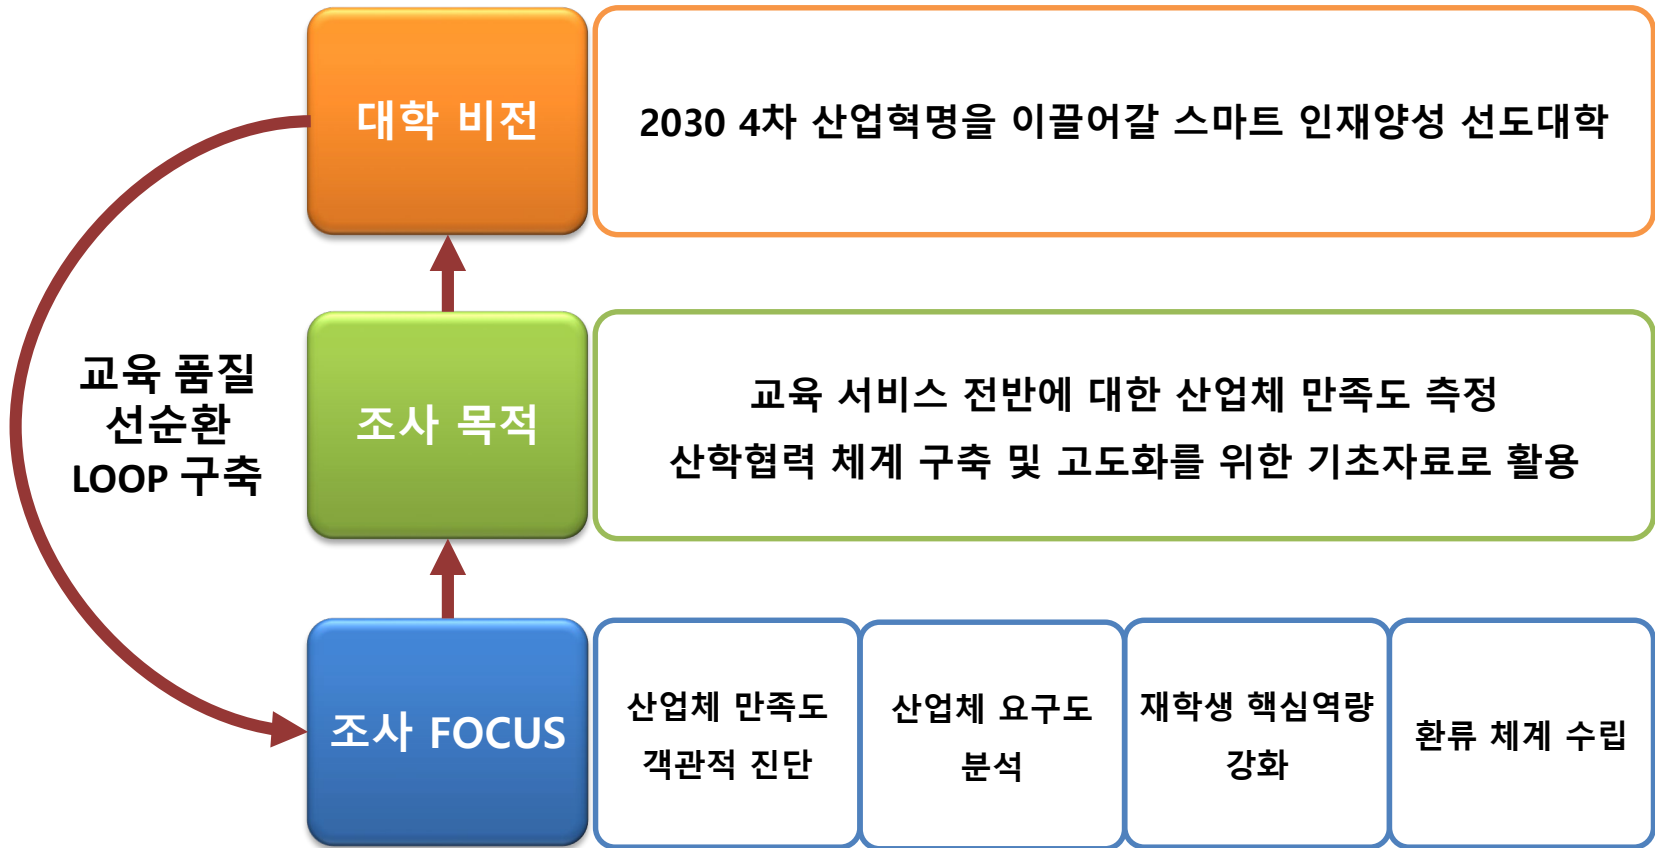 대학 비전
2030 4차 산업혁명을 이끌어갈 스마트 인재양성 선도대학
교육 품질
선순환
LOOP 구축
조사 목적
교육 서비스 전반에 대한 산업체 만족도 측정
산학협력 체계 구축 및 고도화를 위한 기초자료로 활용
조사 FOCUS
산업체 만족도
객관적 진단
산업체 요구도
분석
재학생 핵심역량
강화
환류 체계 수립